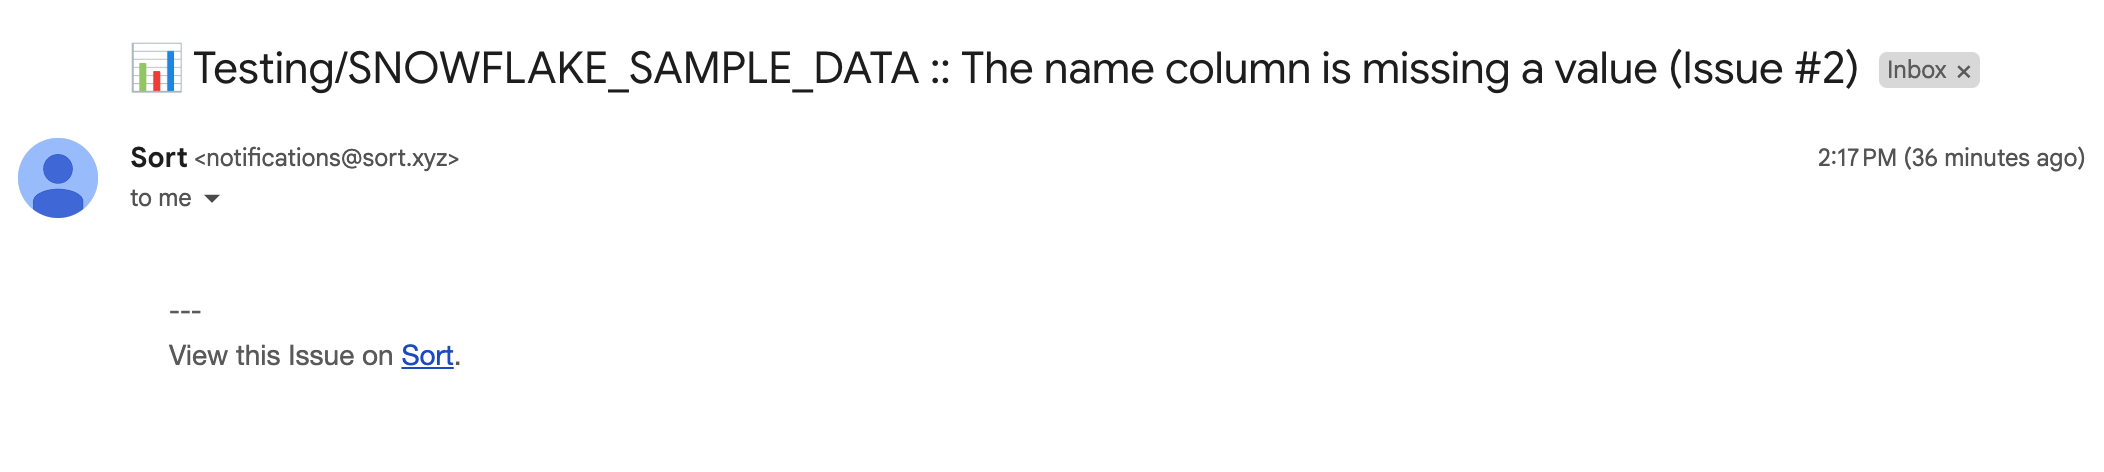 📊 Testing/SNOWFLAKE_SAMPLE_DATA :: The name column is missing a value (Issue #2) Inbox ×
Sort <notifications@sort.xyz> 2:17 PM (36 minutes ago)
to me
---
View this Issue on Sort.